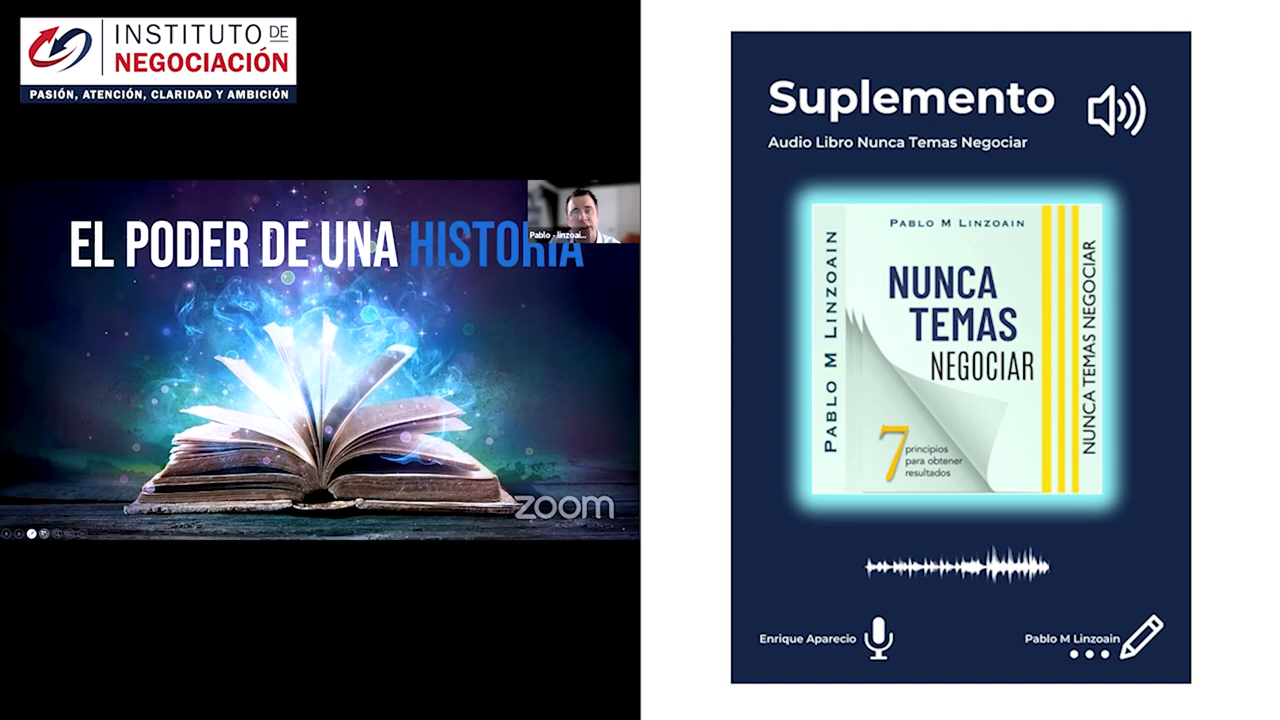 INSTITUTO DE
NEGOCIACIÓN
PASIÓN, ATENCIÓN, CLARIDAD Y AMBICIÓN
EL PODER DE UNA HISTORIA
Pablo - linzoai...
zoom
Suplemento
Audio Libro Nunca Temas Negociar
PABLO M LINZOAIN
PABLO M LINZOAIN
NUNCA
TEMAS
NEGOCIAR
7 principios
para obtener
resultados
NUNCA TEMAS NEGOCIAR
Enrique Aparecio
Pablo M Linzoain